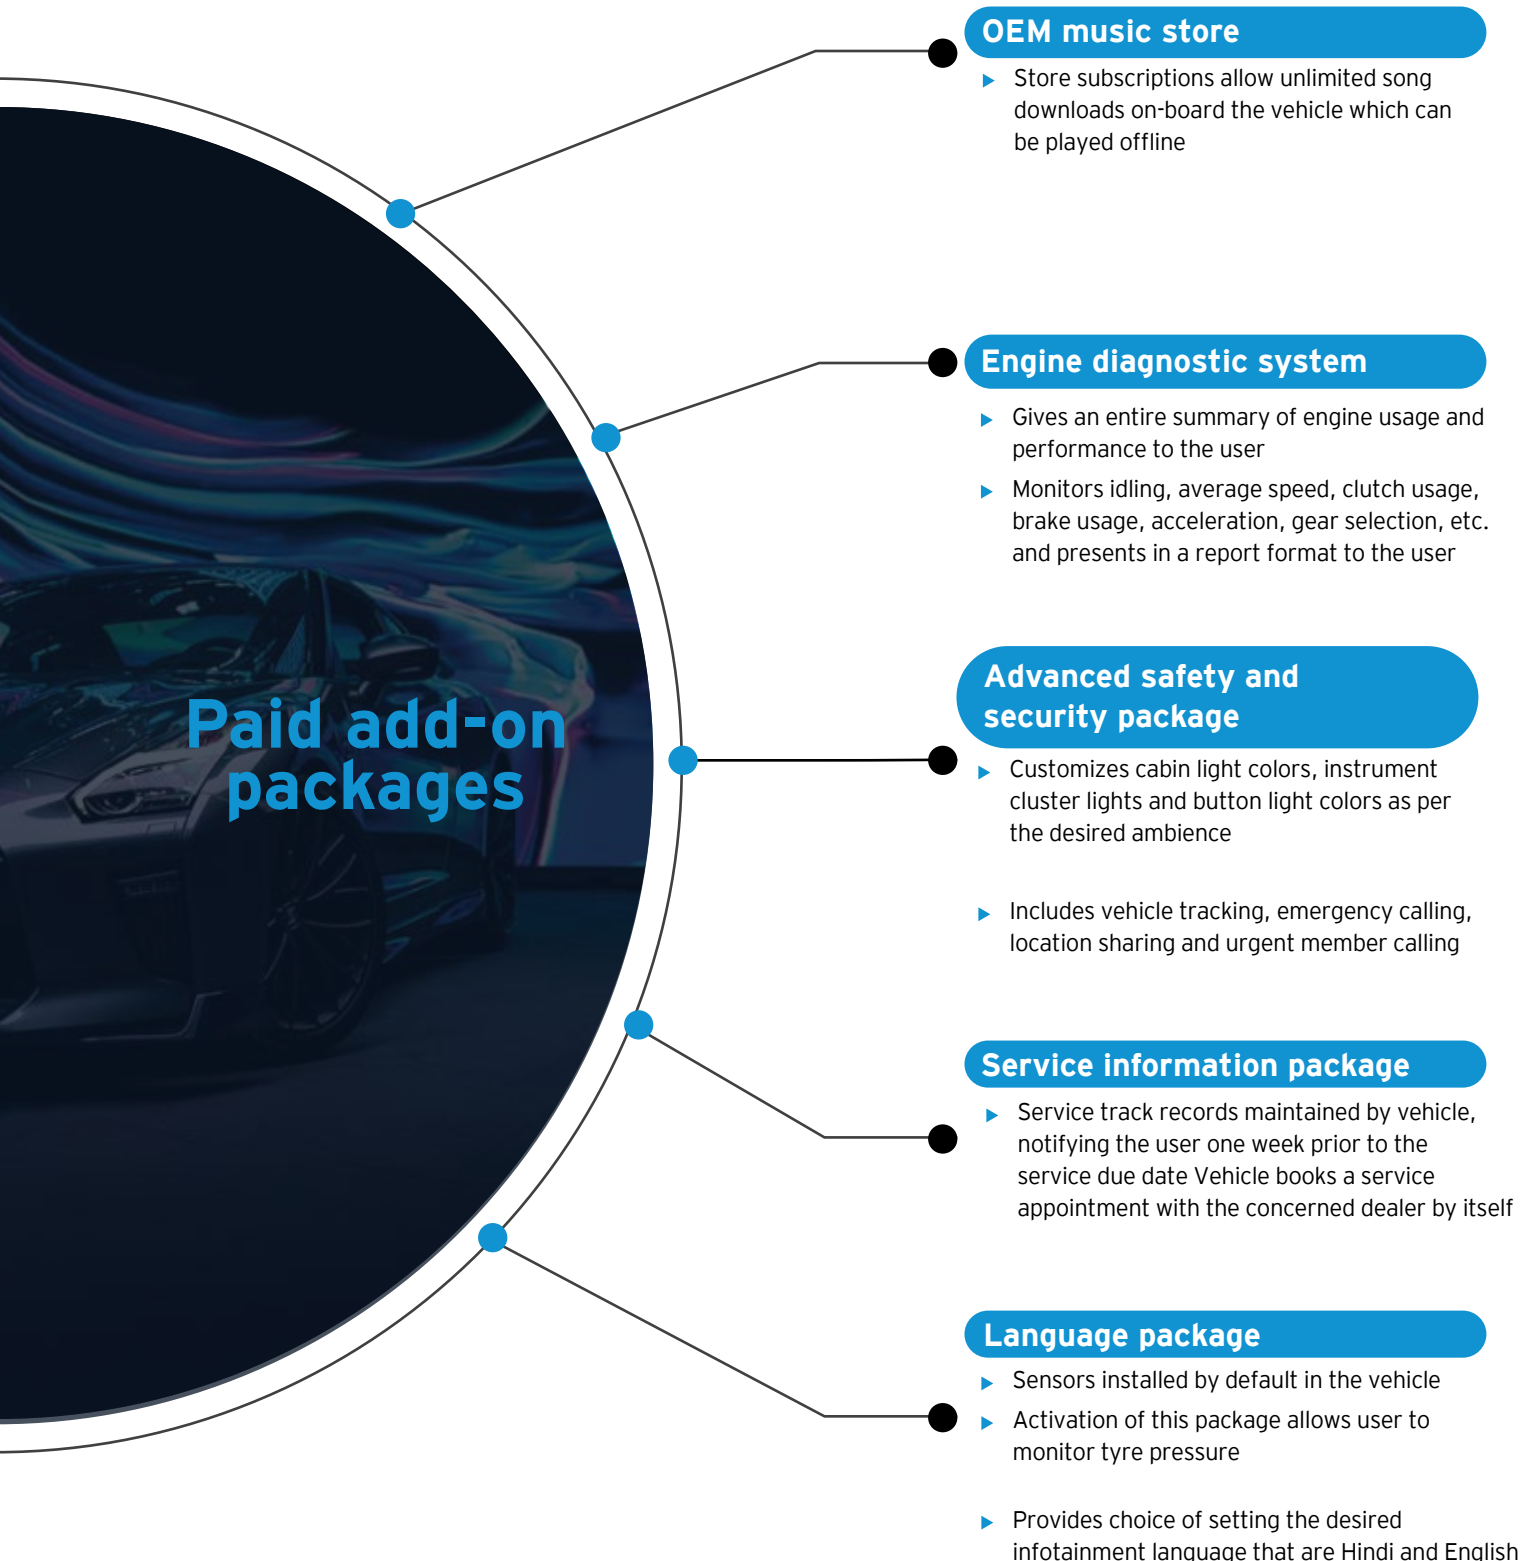 OEM music store
Store subscriptions allow unlimited song
downloads on-board the vehicle which can
be played offline
Engine diagnostic system
Gives an entire summary of engine usage and
performance to the user
Monitors idling, average speed, clutch usage,
brake usage, acceleration, gear selection, etc.
and presents in a report format to the user
Paid add-on
packages
Advanced safety and
security package
Customizes cabin light colors, instrument
cluster lights and button light colors as per
the desired ambience
Includes vehicle tracking, emergency calling,
location sharing and urgent member calling
Service information package
Service track records maintained by vehicle,
notifying the user one week prior to the
service due date Vehicle books a service
appointment with the concerned dealer by itself
Language package
Sensors installed by default in the vehicle
Activation of this package allows user to
monitor tyre pressure
Provides choice of setting the desired
infotainment language that are Hindi and English